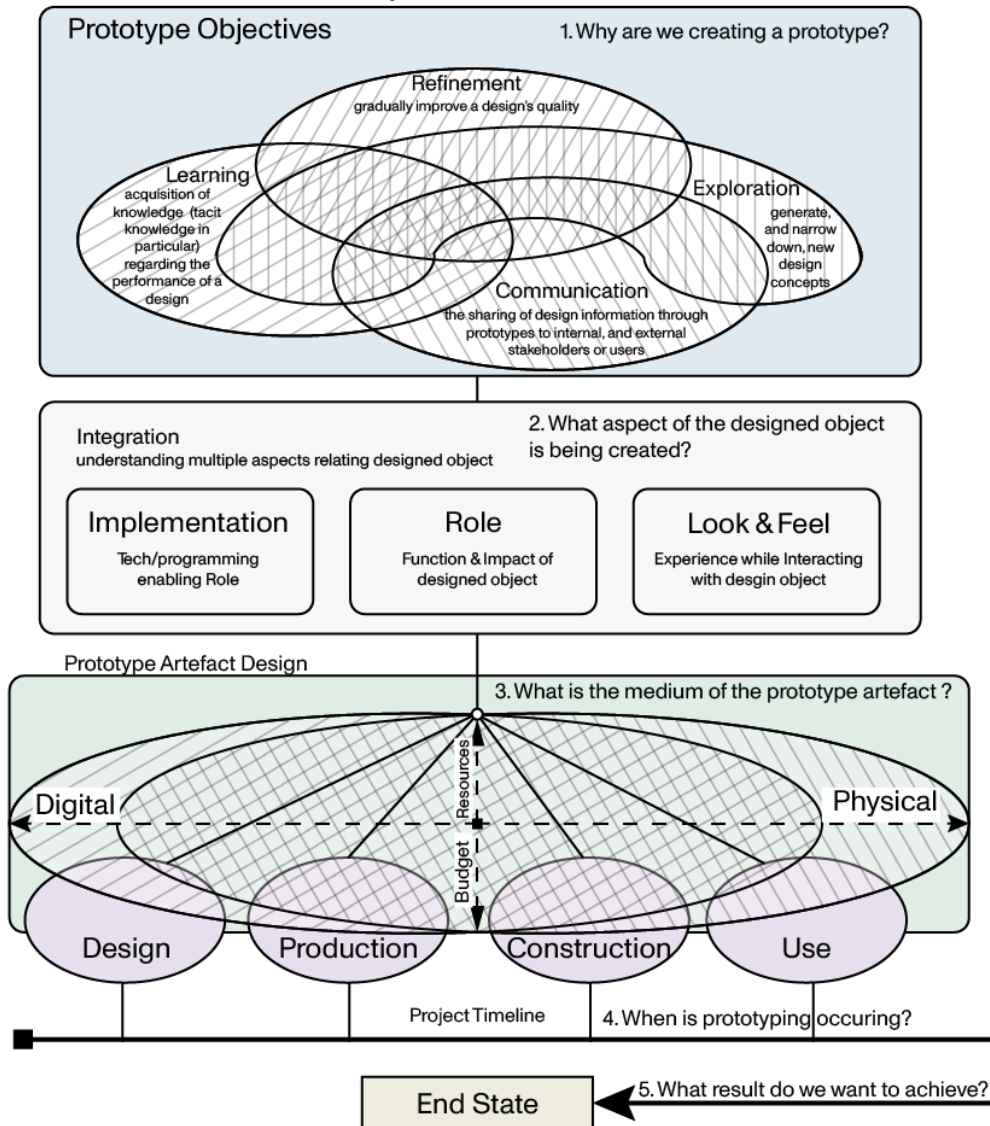 Prototype Objectives
1. Why are we creating a prototype?
Refinement
gradually improve a design's quality
Learning
acquisition of
knowledge (tacit
knowledge in
particular)
regarding the
performance of a
design
Exploration
generate,
and narrow
down, new
design
concepts
Communication
the sharing of design information through
prototypes to internal, and external
stakeholders or users
2. What aspect of the designed object
is being created?
Integration
understanding multiple aspects relating designed object
Implementation
Tech/programming
enabling Role
Role
Function & Impact of
designed object
Look & Feel
Experience while Interacting
with desgin object
Prototype Artefact Design
3. What is the medium of the prototype artefact ?
Resources
Digital
Physical
Budget
Design
Production
Construction
Use
Project Timeline
4. When is prototyping occuring?
5. What result do we want to achieve?
End State